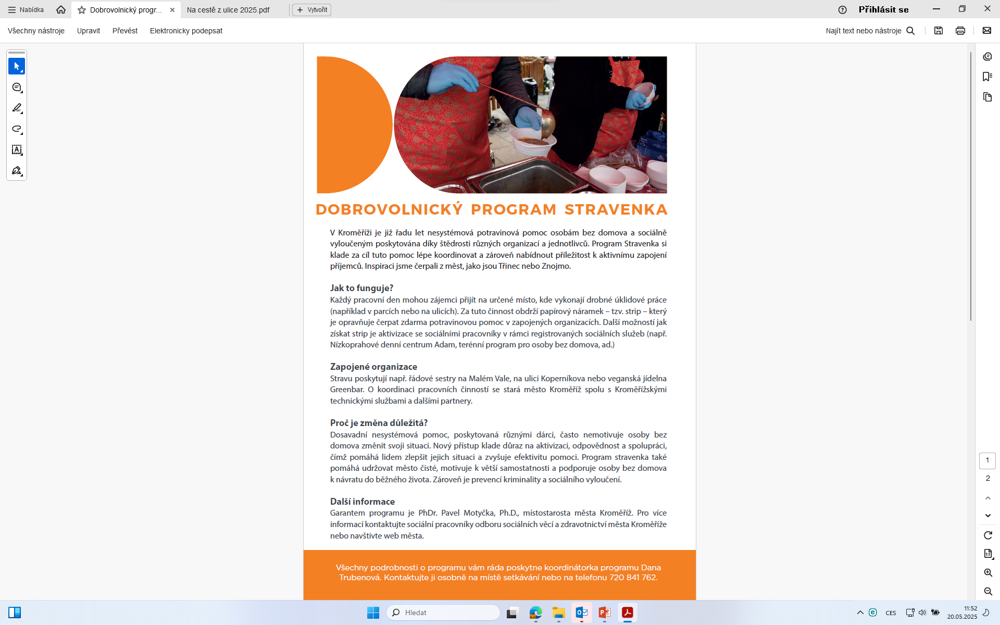 Nabídka
Dobrovolnický progr...
Na cestě z ulice 2025.pdf
Vytvořit
Přihlásit se
Všechny nástroje
Upravit
Převést
Elektronicky podepsat
Najít text nebo nástroje
DOBROVOLNICKÝ PROGRAM STRAVENKA
V Kroměříži je již řadu let nesystémová potravinová pomoc osobám bez domova a sociálně
vyloučeným poskytována díky štědrosti různých organizací a jednotlivců. Program Stravenka si
klade za cíl tuto pomoc lépe koordinovat a zároveň nabídnout příležitost k aktivnímu zapojení
příjemců. Inspiraci jsme čerpali z měst, jako jsou Třinec nebo Znojmo.
Jak to funguje?
Každý pracovní den mohou zájemci přijít na určené místo, kde vykonají drobné úklidové práce
(například v parcích nebo na ulicích). Za tuto činnost obdrží papírový náramek – tzv. strip – který
je opravňuje čerpat zdarma potravinovou pomoc v zapojených organizacích. Další možností jak
získat strip je aktivizace se sociálními pracovníky v rámci registrovaných sociálních služeb (např.
Nízkoprahové denní centrum Adam, terénní program pro osoby bez domova, ad.)
Zapojené organizace
Stravu poskytují např. řádové sestry na Malém Vale, na ulici Koperníkova nebo veganská jídelna
Greenbar. O koordinaci pracovních činností se stará město Kroměříž spolu s Kroměřížskými
technickými službami a dalšími partnery.
Proč je změna důležitá?
Dosavadní nesystémová pomoc, poskytovaná různými dárci, často nemotivuje osoby bez
domova změnit svoji situaci. Nový přístup klade důraz na aktivizaci, odpovědnost a spolupráci,
čímž pomáhá lidem zlepšit jejich situaci a zvyšuje efektivitu pomoci. Program stravenka také
pomáhá udržovat město čisté, motivuje k větší samostatnosti a podporuje osoby bez domova
k návratu do běžného života. Zároveň je prevencí kriminality a sociálního vyloučení.
Další informace
Garantem programu je PhDr. Pavel Motyčka, Ph.D., místostarosta města Kroměříž. Pro více
informací kontaktujte sociální pracovníky odboru sociálních věcí a zdravotnictví města Kroměříže
nebo navštivte web města.
Všechny podrobnosti o programu vám ráda poskytne koordinátorka programu Dana
Trubenová. Kontaktujte ji osobně na místě setkávání nebo na telefonu 720 841 762.
1
2
1:1
Hledat
CES
11:52
20.05.2025